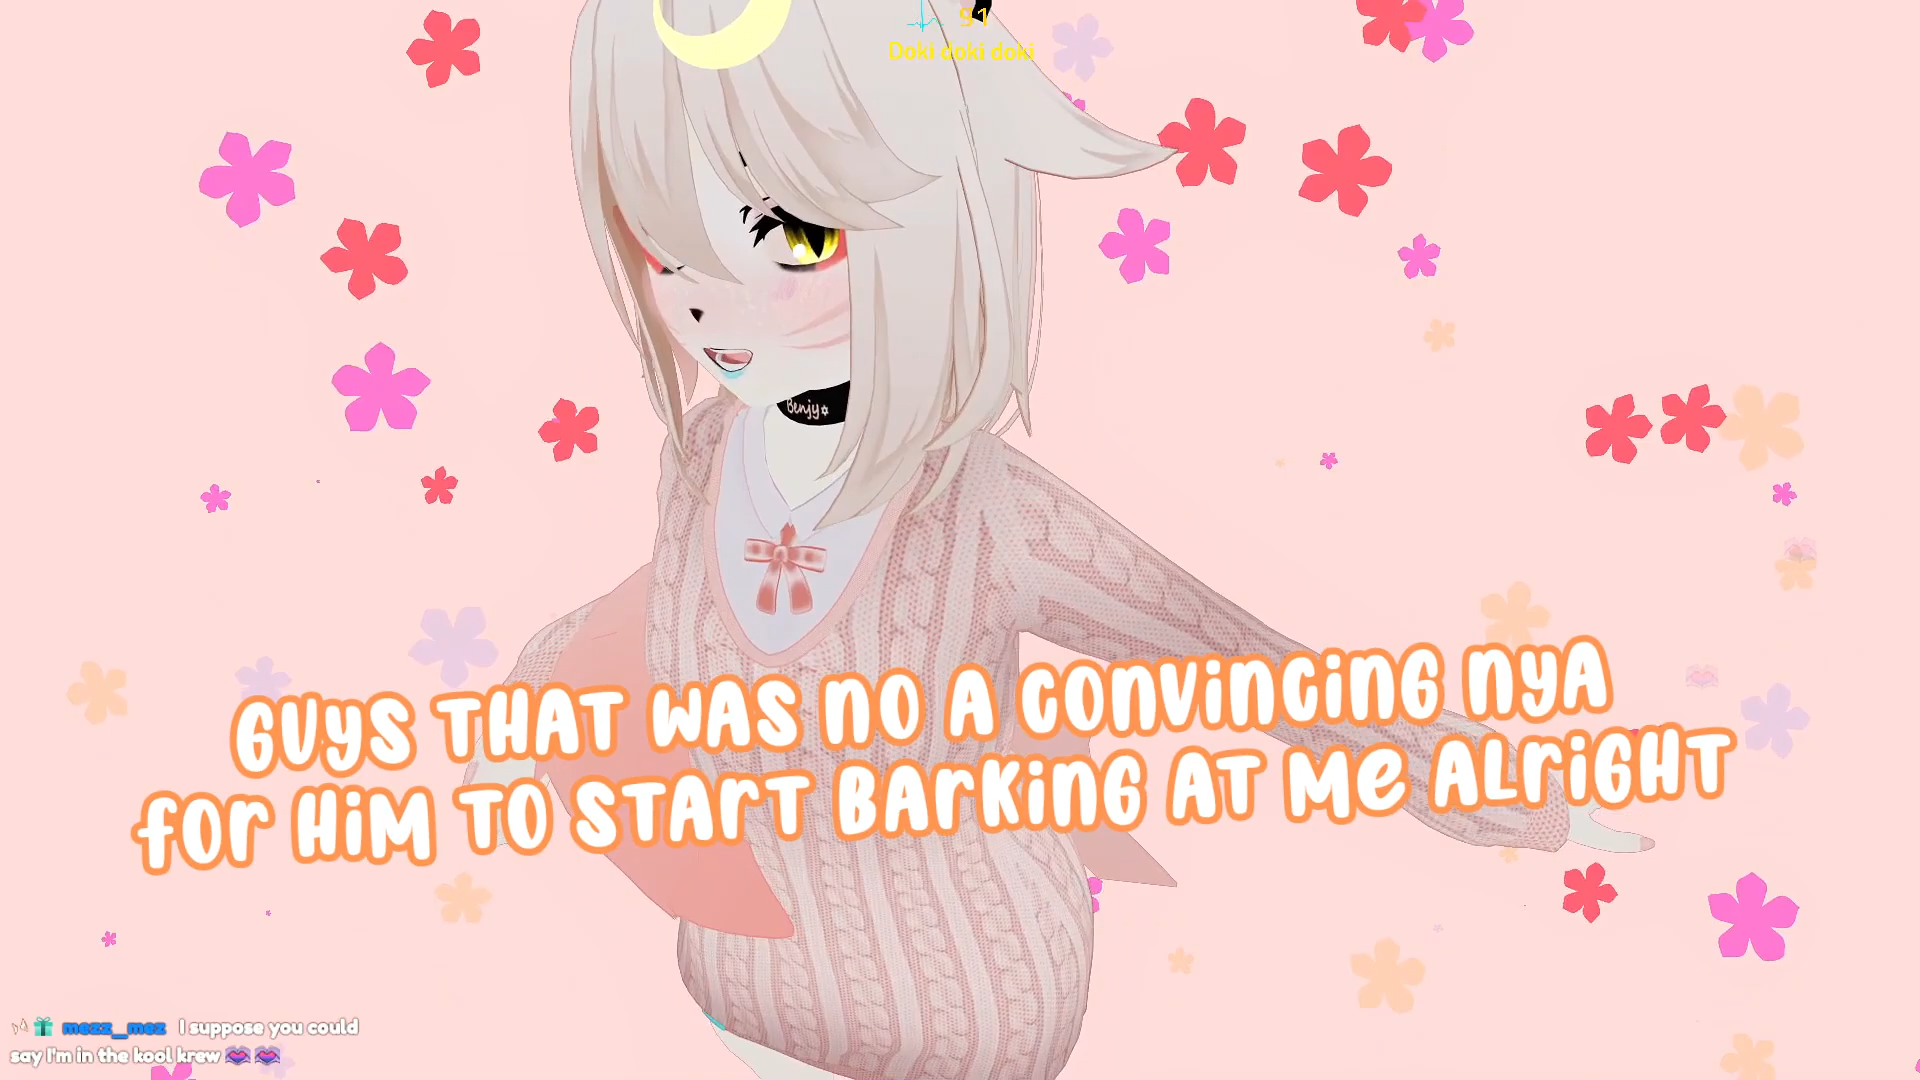 91
Doki doki doki
Benjy
GUYS THAT WAS NO A CONVINCING NYA
FOR HIM TO START BARKING AT ME ALRIGHT
mezz_mez I suppose you could
say I'm in the kool krew